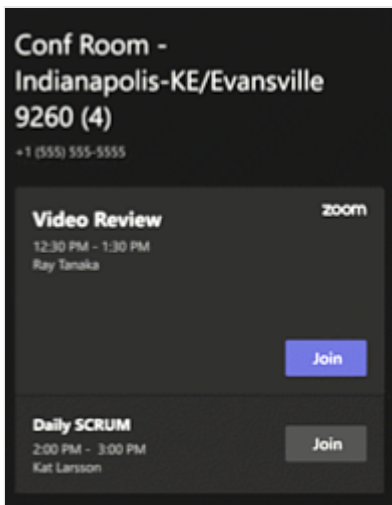 Conf Room -
Indianapolis-KE/Evansville
9260 (4)
+1 (555) 555-5555
Video Review
zoom
12:30 PM - 1:30 PM
Ray Tanaka
Join
Daily SCRUM
2:00 PM - 3:00 PM
Join
Kat Larsson